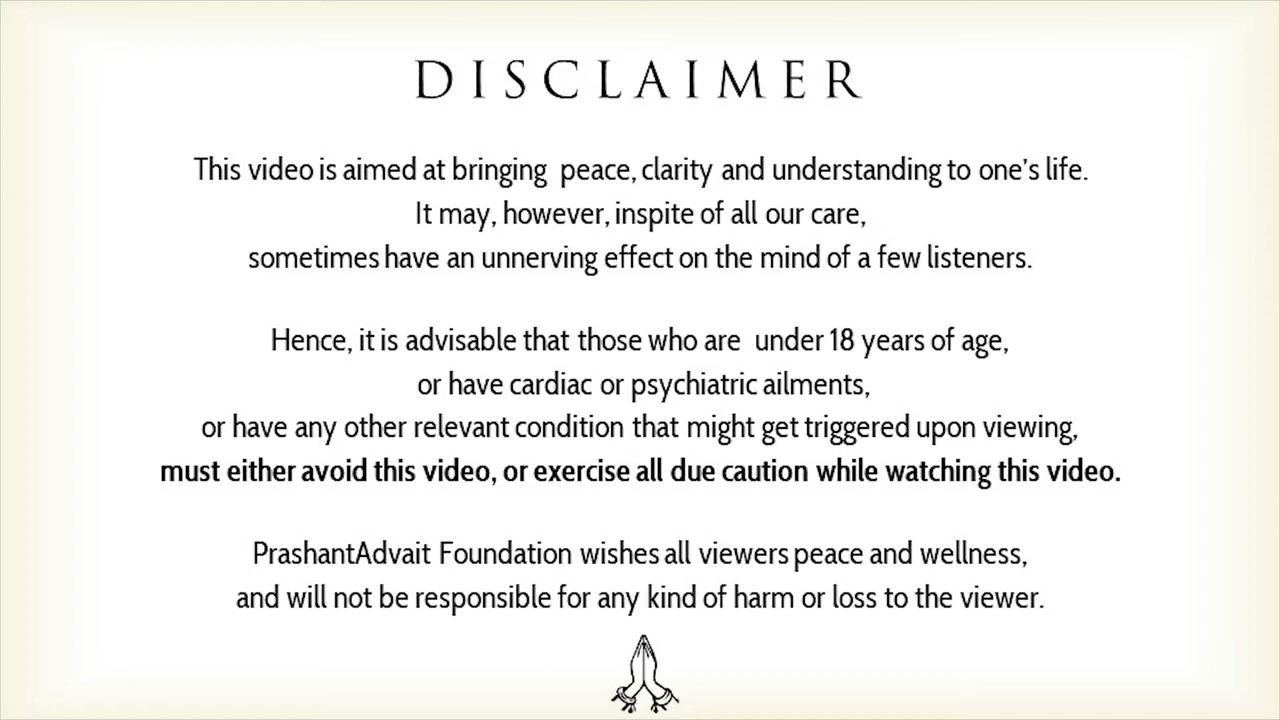 DISCLAIMER
This video is aimed at bringing peace, clarity and understanding to one's life.
It may, however, inspite of all our care,
sometimes have an unnerving effect on the mind of a few listeners.
Hence, it is advisable that those who are under 18 years of age,
or have cardiac or psychiatric ailments,
or have any other relevant condition that might get triggered upon viewing,
must either avoid this video, or exercise all due caution while watching this video.
PrashantAdvait Foundation wishes all viewers peace and wellness,
and will not be responsible for any kind of harm or loss to the viewer.